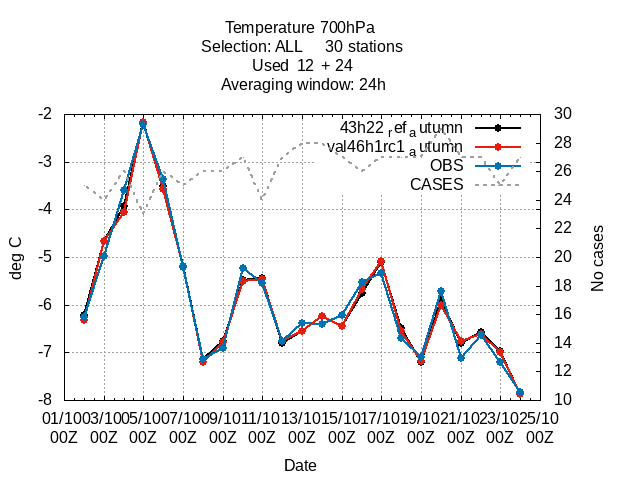 Temperature 700hPa
Selection: ALL 30 stations
Used 12 + 24
Averaging window: 24h
43h22ref_autumn
val46h1rc1_autumn
OBS
CASES
-2
-3
-4
-5
-6
-7
-8
deg C
30
28
26
24
22
20
18
16
14
12
10
No cases
01/10 03/10 05/10 07/10 09/10 11/10 13/10 15/10 17/10 19/10 21/10 23/10 25/10
00Z 00Z 00Z 00Z 00Z 00Z 00Z 00Z 00Z 00Z 00Z 00Z 00Z
Date